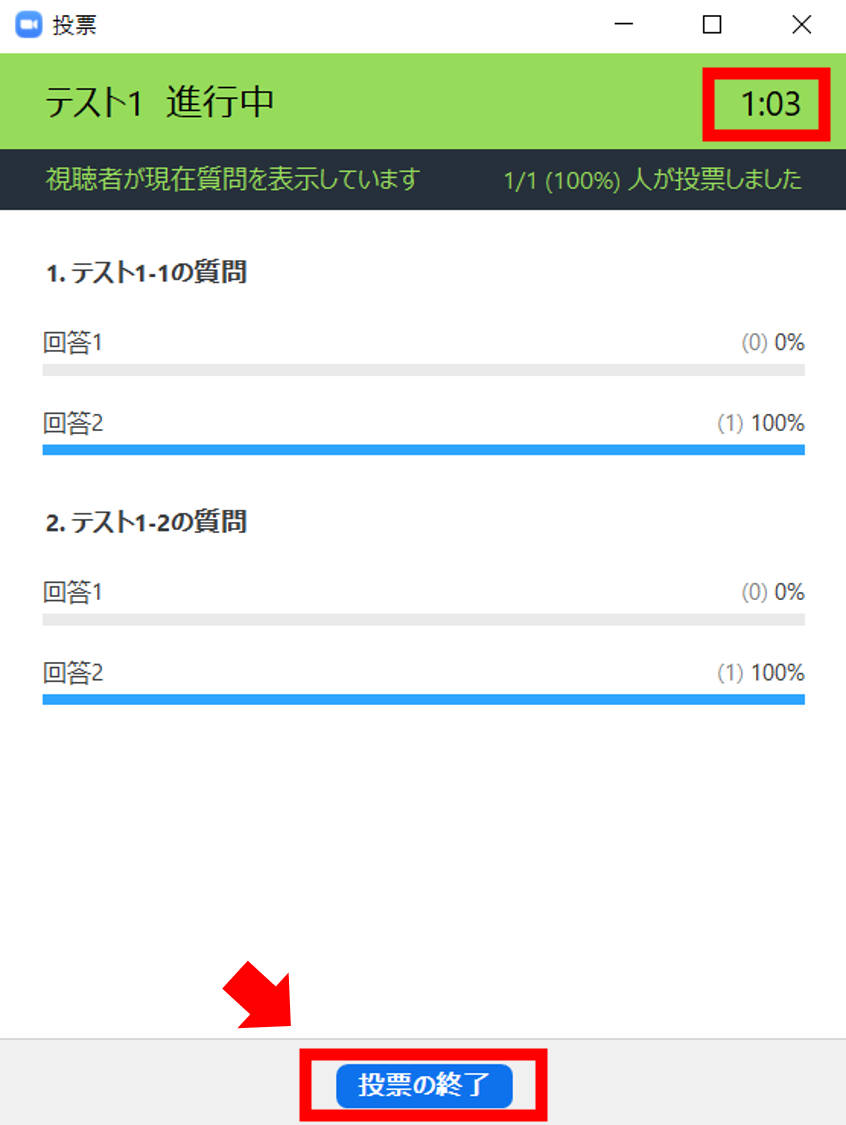 投票
テスト1 進行中 1:03
視聴者が現在質問を表示しています 1/1 (100%) 人が投票しました
1. テスト1-1の質問
回答1 (0) 0%
回答2 (1) 100%
2. テスト1-2の質問
回答1 (0) 0%
回答2 (1) 100%
投票の終了